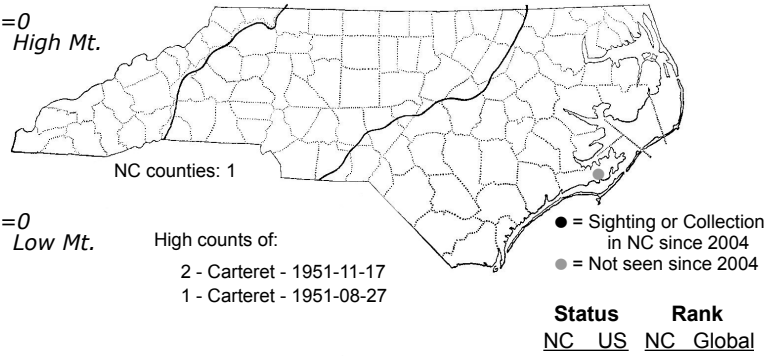 =0
High Mt.
NC counties: 1
=0
Low Mt.
High counts of:
2 - Carteret - 1951-11-17
1 - Carteret - 1951-08-27
● = Sighting or Collection
in NC since 2004
● = Not seen since 2004
Status Rank
NC US NC Global